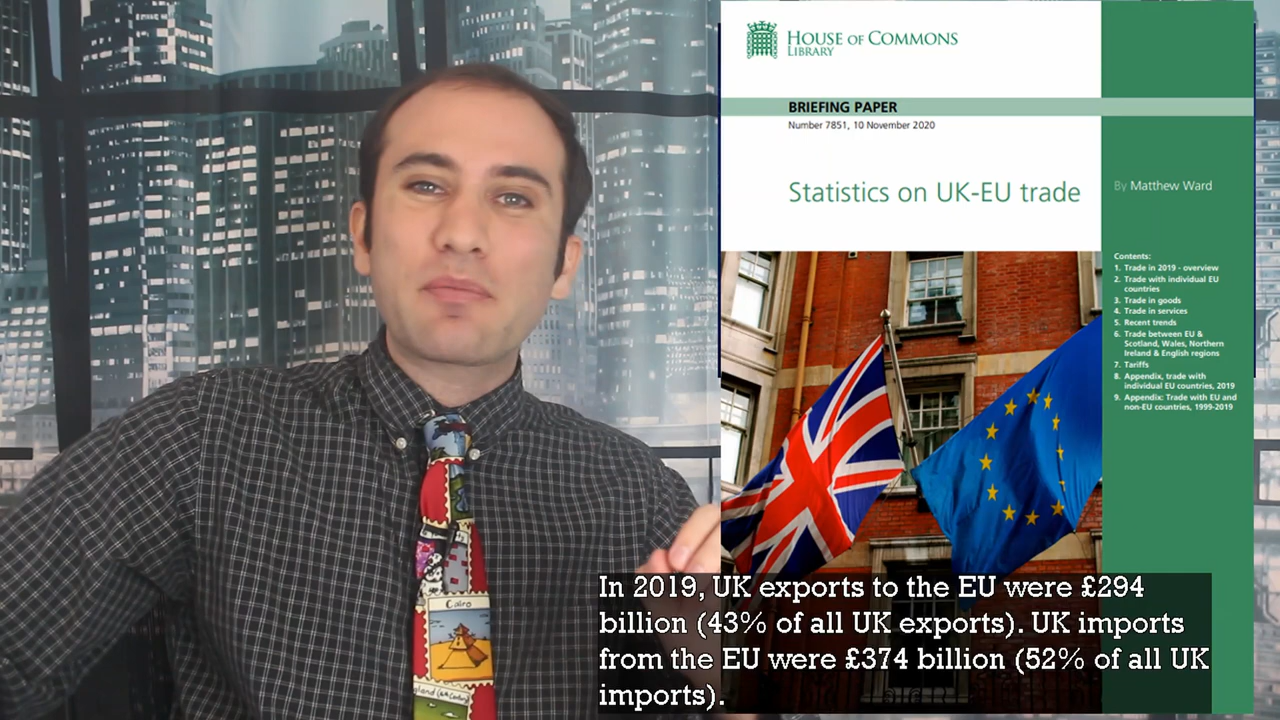 HOUSE OF COMMONS
LIBRARY
BRIEFING PAPER
Number 7851, 10 November 2020
Statistics on UK-EU trade
By Matthew Ward
Contents:
1. Trade in 2019 - overview
2. Trade with individual EU
countries
3. Trade in goods
4. Trade in services
5. Recent trends
6. Trade between EU &
Scotland, Wales, Northern
Ireland & English regions
7. Tariffs
8. Appendix, trade with
individual EU countries, 2019
9. Appendix: Trade with EU and
non-EU countries, 1999-2019
Cairo
In 2019, UK exports to the EU were £294
billion (43% of all UK exports). UK imports
from the EU were £374 billion (52% of all UK
imports).